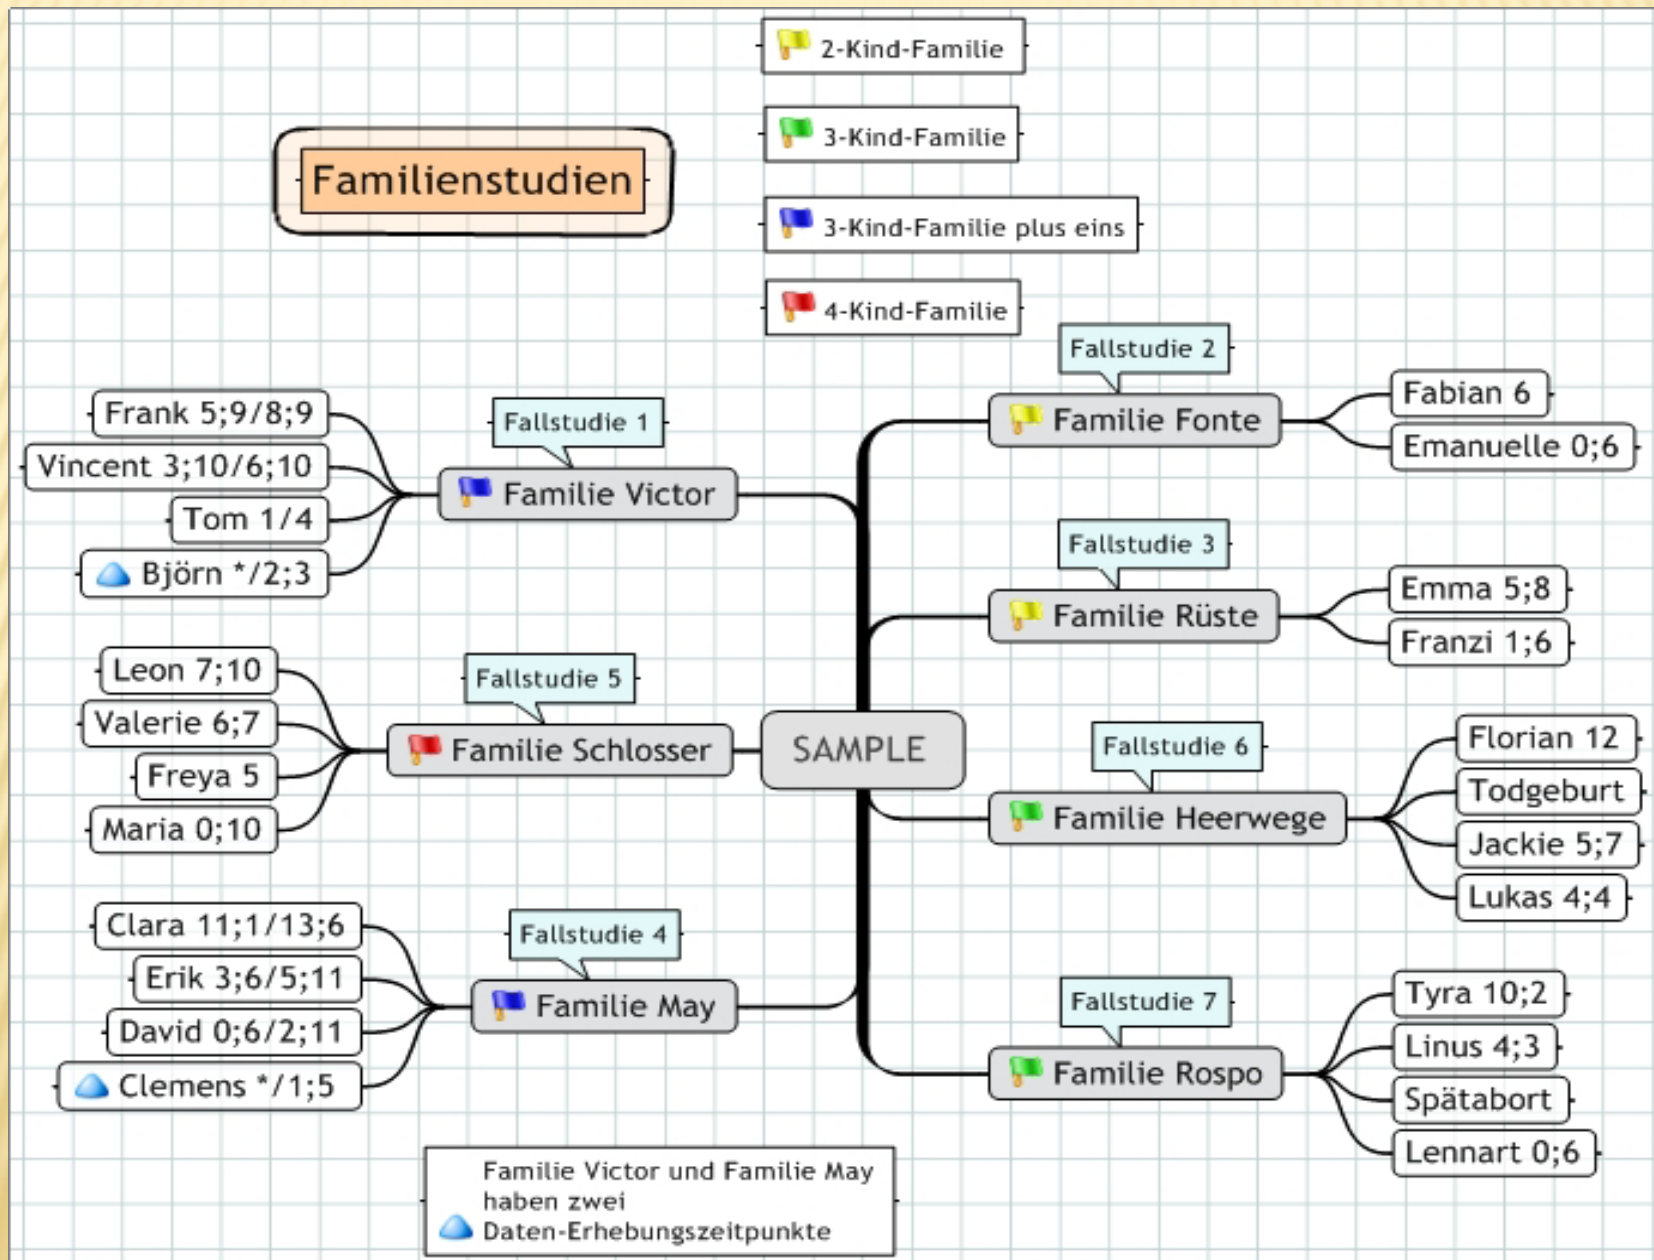 2-Kind-Familie
3-Kind-Familie
3-Kind-Familie plus eins
4-Kind-Familie
Familienstudien
Fallstudie 1
Familie Victor
Frank 5;9/8;9
Vincent 3;10/6;10
Tom 1/4
Björn */2;3
Fallstudie 5
Familie Schlosser
Leon 7;10
Valerie 6;7
Freya 5
Maria 0;10
Fallstudie 4
Familie May
Clara 11;1/13;6
Erik 3;6/5;11
David 0;6/2;11
Clemens */1;5
SAMPLE
Fallstudie 2
Familie Fonte
Fabian 6
Emanuelle 0;6
Fallstudie 3
Familie Rüste
Emma 5;8
Franzi 1;6
Fallstudie 6
Familie Heerwege
Florian 12
Todgeburt
Jackie 5;7
Lukas 4;4
Fallstudie 7
Familie Rospo
Tyra 10;2
Linus 4;3
Spätabort
Lennart 0;6
Familie Victor und Familie May
haben zwei
Daten-Erhebungszeitpunkte